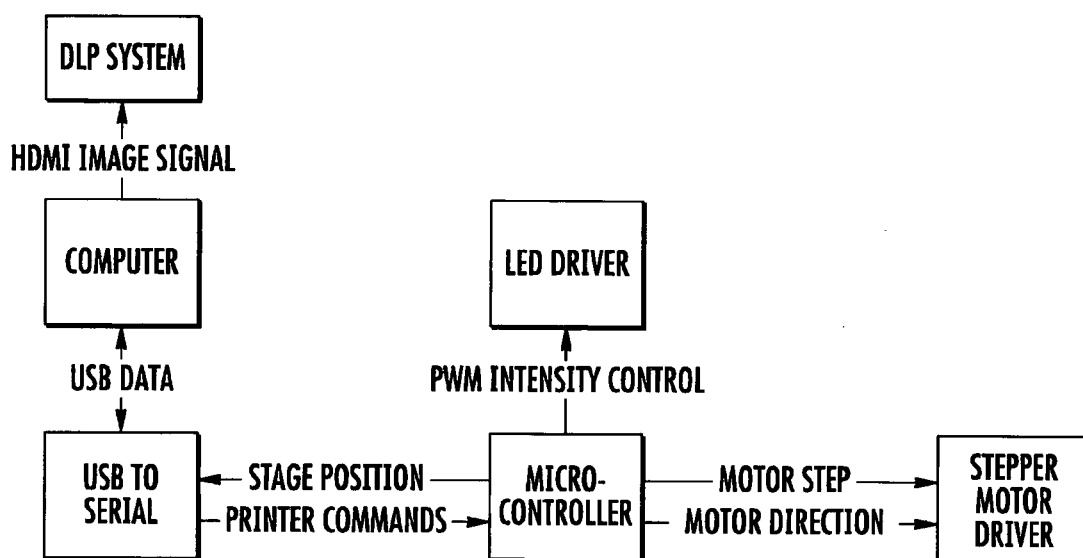 DLP SYSTEM
HDMI IMAGE SIGNAL
COMPUTER
LED DRIVER
USB DATA
PWM INTENSITY CONTROL
USB TO
SERIAL
STAGE POSITION
PRINTER COMMANDS
MICRO-
CONTROLLER
MOTOR STEP
MOTOR DIRECTION
STEPPER
MOTOR
DRIVER